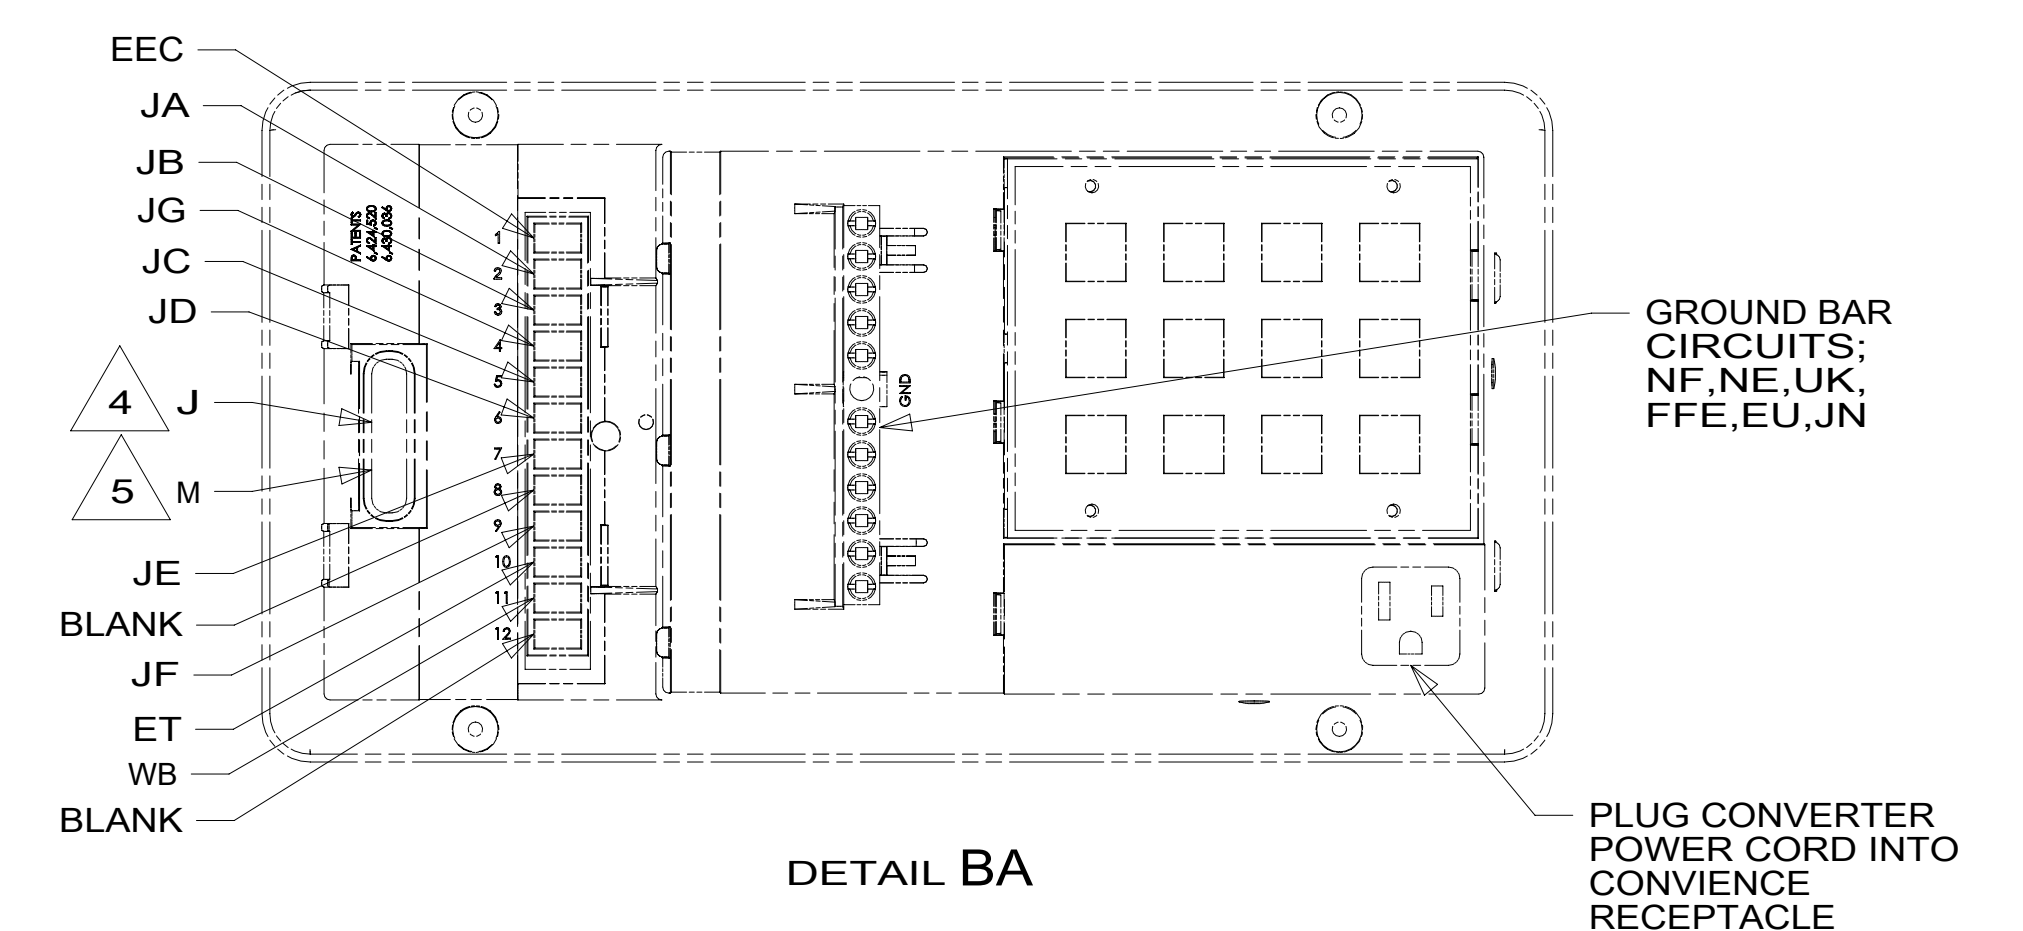 EEC
JA
JB
JG
JC
JD
4 J
5 M
JE
BLANK
JF
ET
WB
BLANK
PATENTS
6,424,520
6,430,036
1
2
3
4
5
6
7
8
9
10
11
12
GND
GROUND BAR
CIRCUITS;
NF,NE,UK,
FFE,EU,JN
PLUG CONVERTER
POWER CORD INTO
CONVIENCE
RECEPTACLE
DETAIL BA